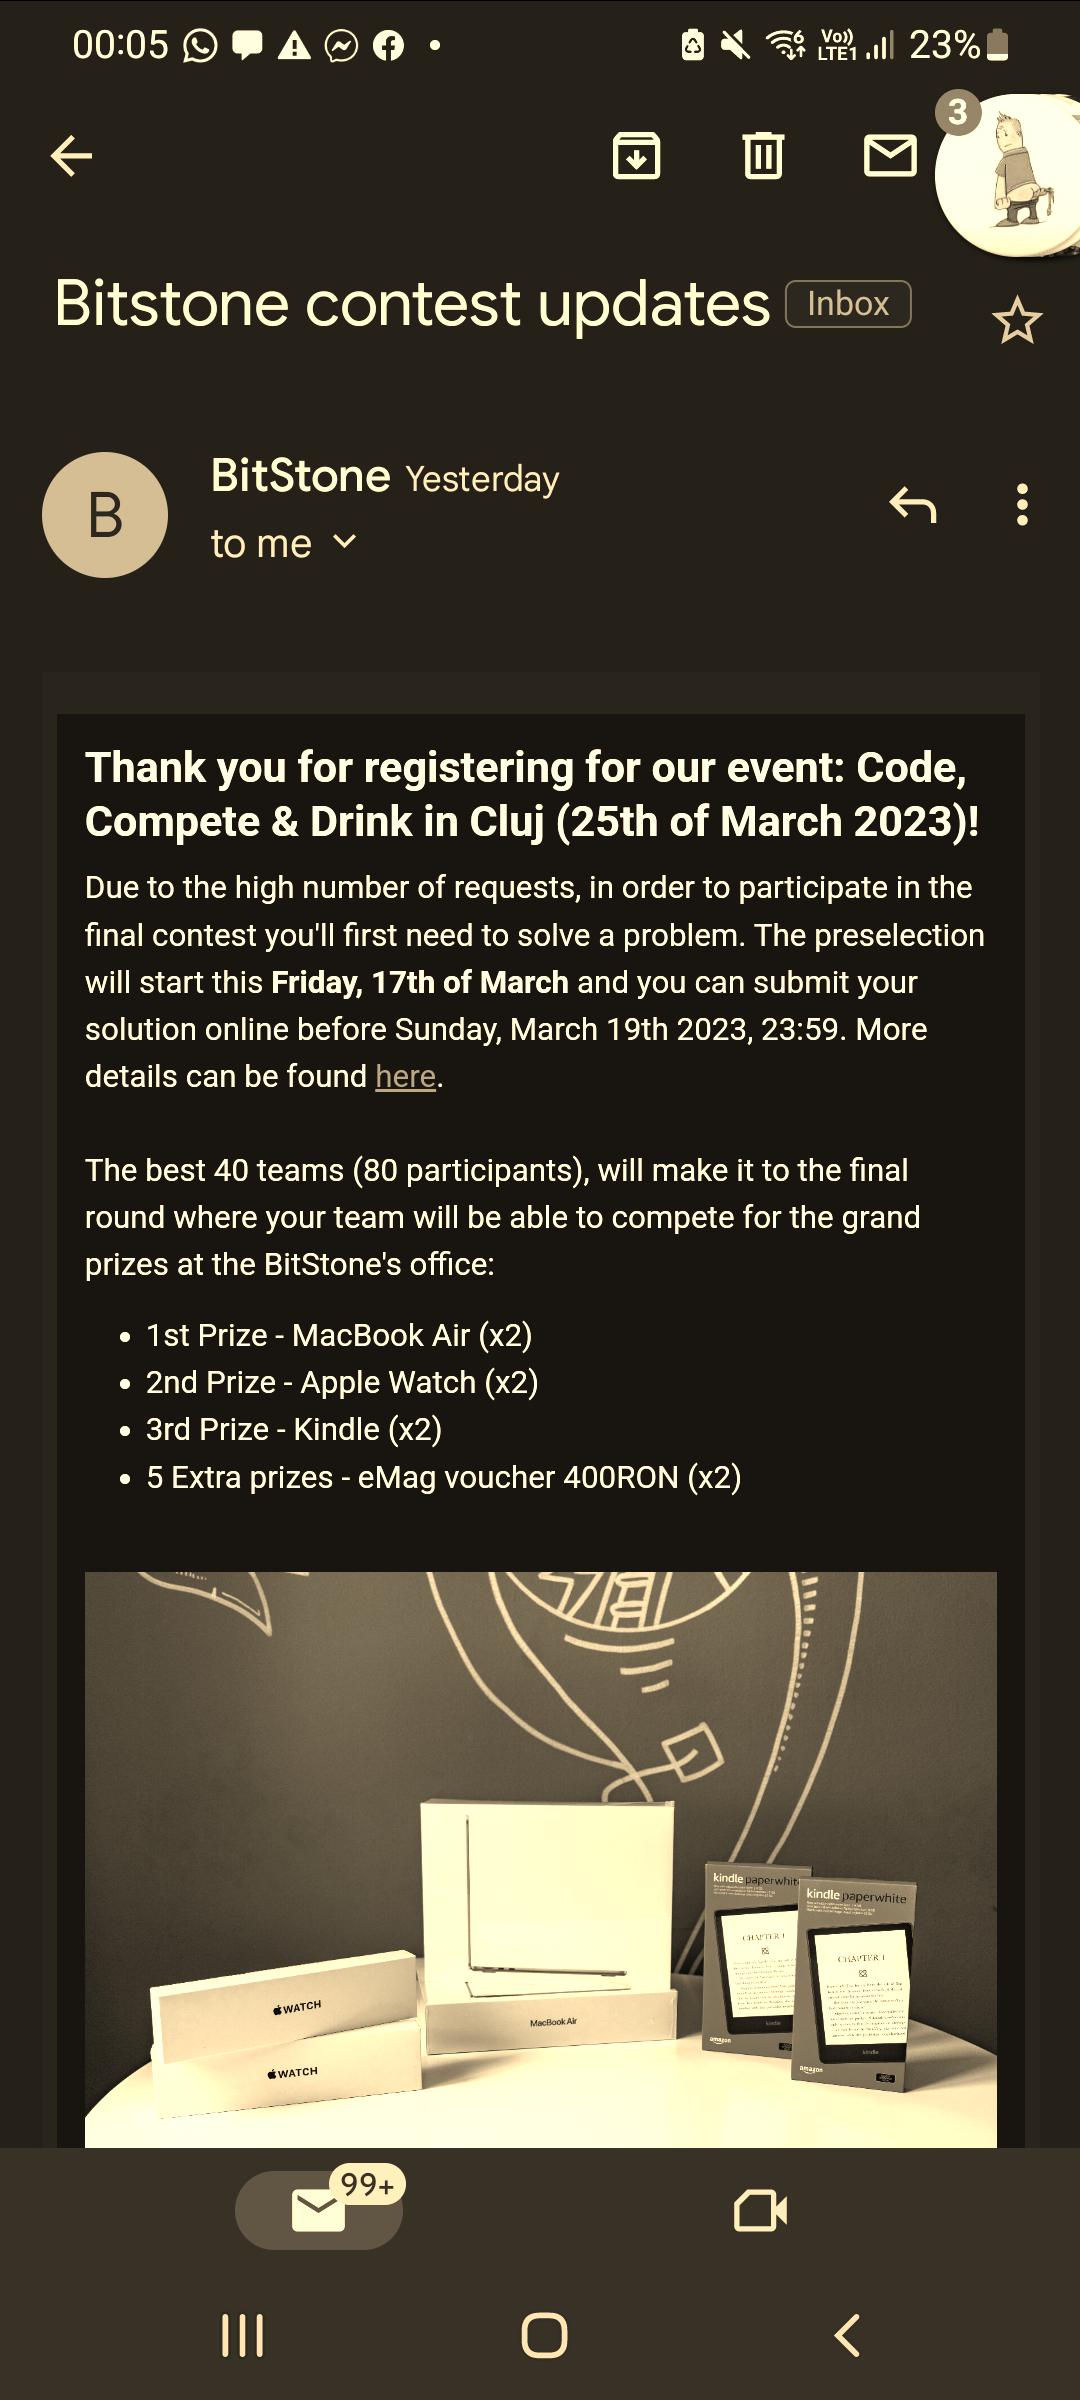 00:05
Vo))
LTE1
6
23%
3
Bitstone contest updates Inbox
B
BitStone Yesterday
to me
Thank you for registering for our event: Code,
Compete & Drink in Cluj (25th of March 2023)!
Due to the high number of requests, in order to participate in the
final contest you'll first need to solve a problem. The preselection
will start this Friday, 17th of March and you can submit your
solution online before Sunday, March 19th 2023, 23:59. More
details can be found here.
The best 40 teams (80 participants), will make it to the final
round where your team will be able to compete for the grand
prizes at the BitStone's office:
• 1st Prize - MacBook Air (x2)
• 2nd Prize - Apple Watch (x2)
• 3rd Prize - Kindle (x2)
• 5 Extra prizes - eMag voucher 400RON (x2)
kindle paperwhite
kindle paperwhite
CHAPTER I
CHAPTER I
WATCH
MacBook Air
kindle
kindle
amazon
amazon
WATCH
99+